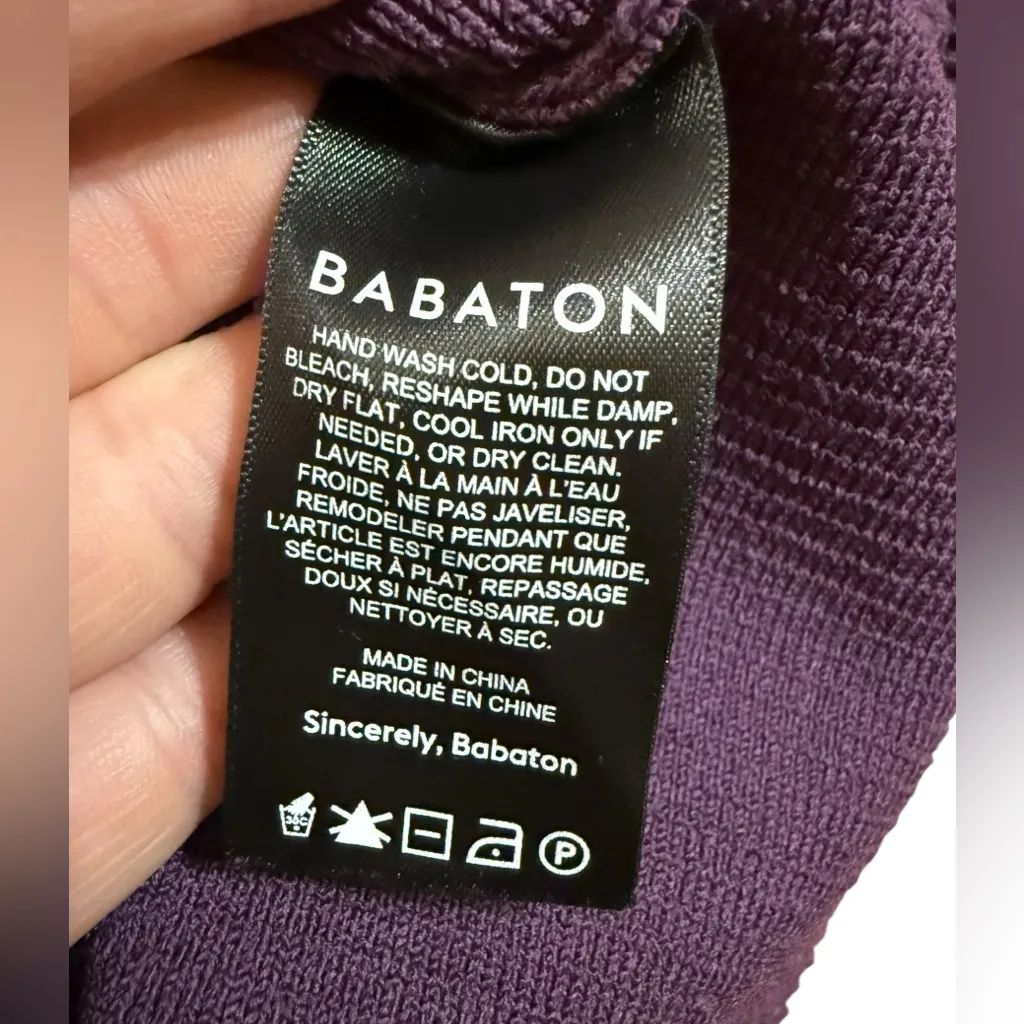 BABATON
HAND WASH COLD, DO NOT
BLEACH, RESHAPE WHILE DAMP,
DRY FLAT, COOL IRON ONLY IF
NEEDED, OR DRY CLEAN.
LAVER À LA MAIN À L'EAU
FROIDE, NE PAS JAVELISER,
REMODELER PENDANT QUE
L'ARTICLE EST ENCORE HUMIDE,
SÉCHER À PLAT, REPASSAGE
DOUX SI NÉCESSAIRE, OU
NETTOYER À SEC.
MADE IN CHINA
FABRIQUÉ EN CHINE
Sincerely, Babaton
30C P